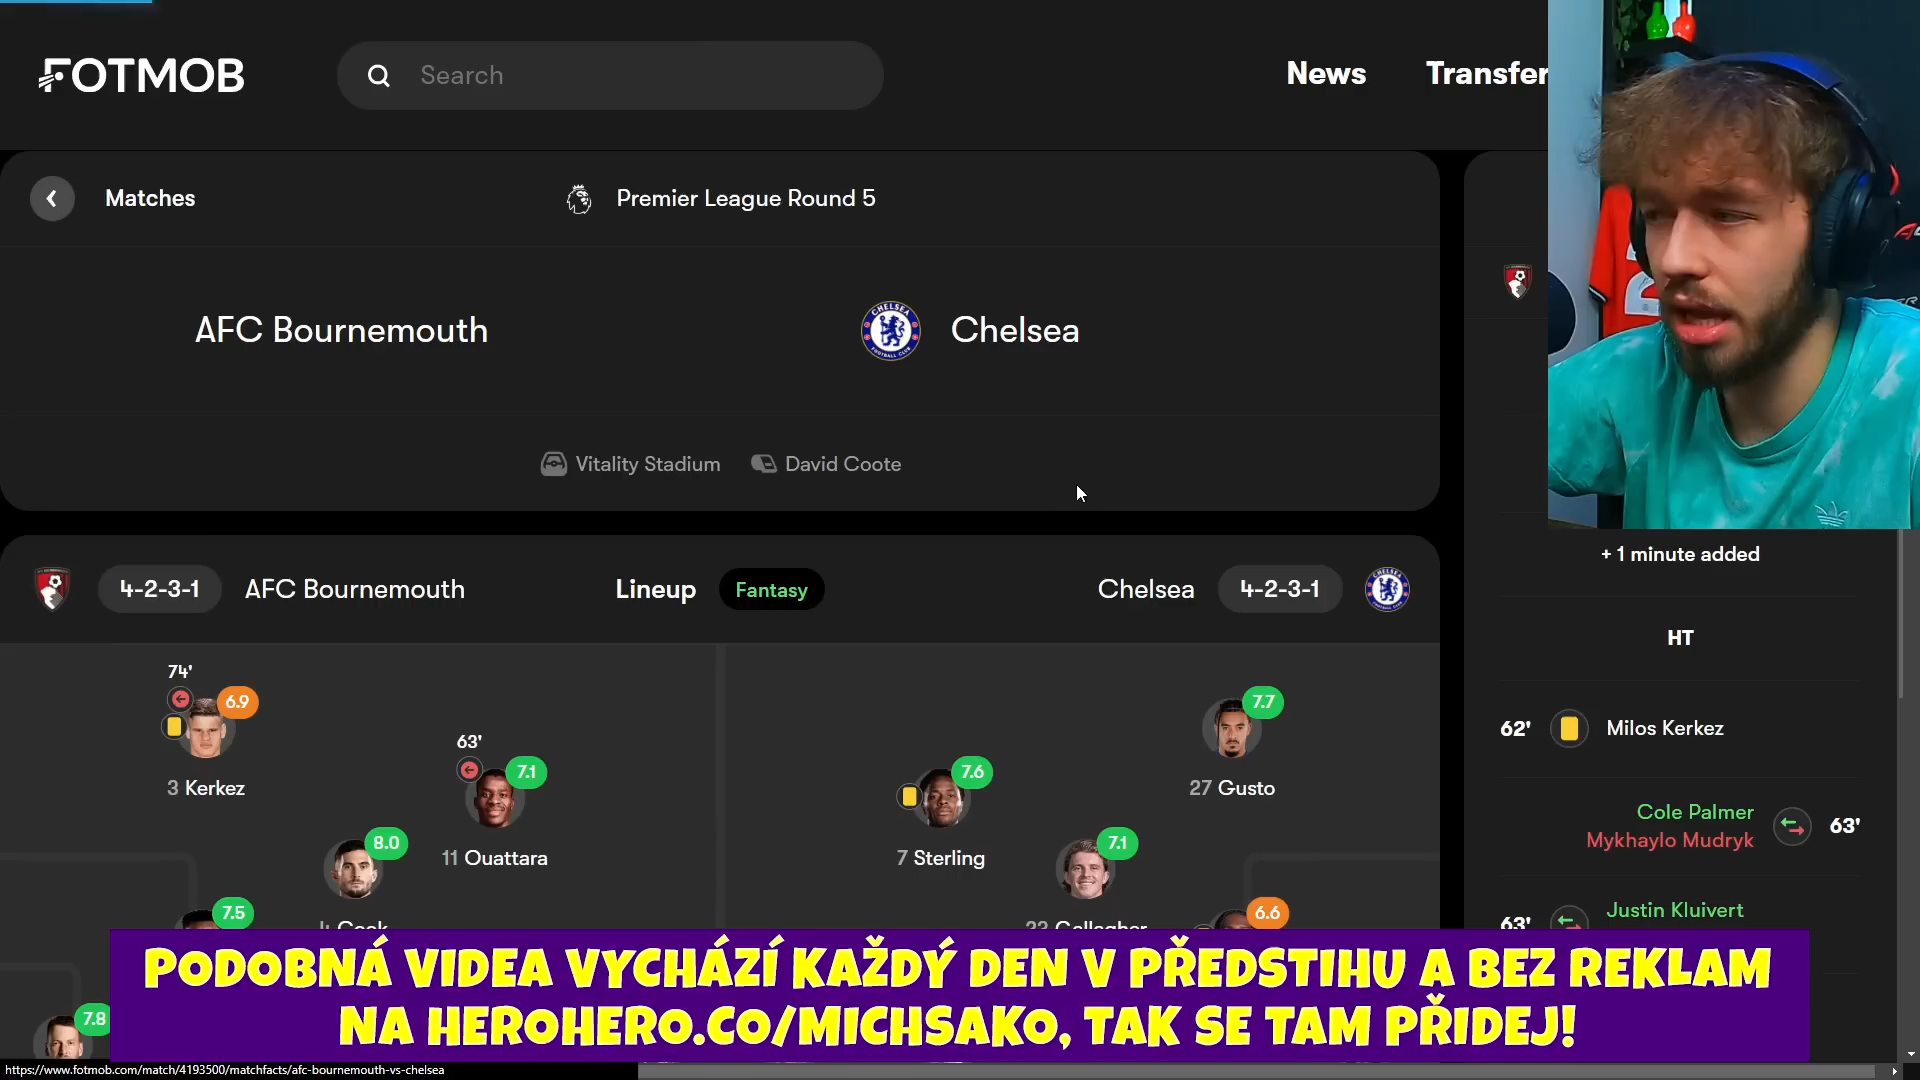 FOTMOB
Search
News
Transfer
Matches
Premier League Round 5
AFC Bournemouth
Chelsea
Vitality Stadium
David Coote
+ 1 minute added
4-2-3-1
AFC Bournemouth
Lineup
Fantasy
Chelsea
4-2-3-1
HT
74'
6.9
3 Kerkez
63'
7.1
11 Ouattara
8.0
4 Cook
7.5
7.8
7.7
27 Gusto
7.6
7 Sterling
7.1
23 Gallagher
6.6
62'
Milos Kerkez
Cole Palmer
Mykhaylo Mudryk
63'
Justin Kluivert
63'
PODOBNÁ VIDEA VYCHÁZÍ KAŽDÝ DEN V PŘEDSTIHU A BEZ REKLAM
NA HEROHERO.CO/MICHSAKO, TAK SE TAM PŘIDEJ!
https://www.fotmob.com/match/4193500/matchfacts/afc-bournemouth-vs-chelsea